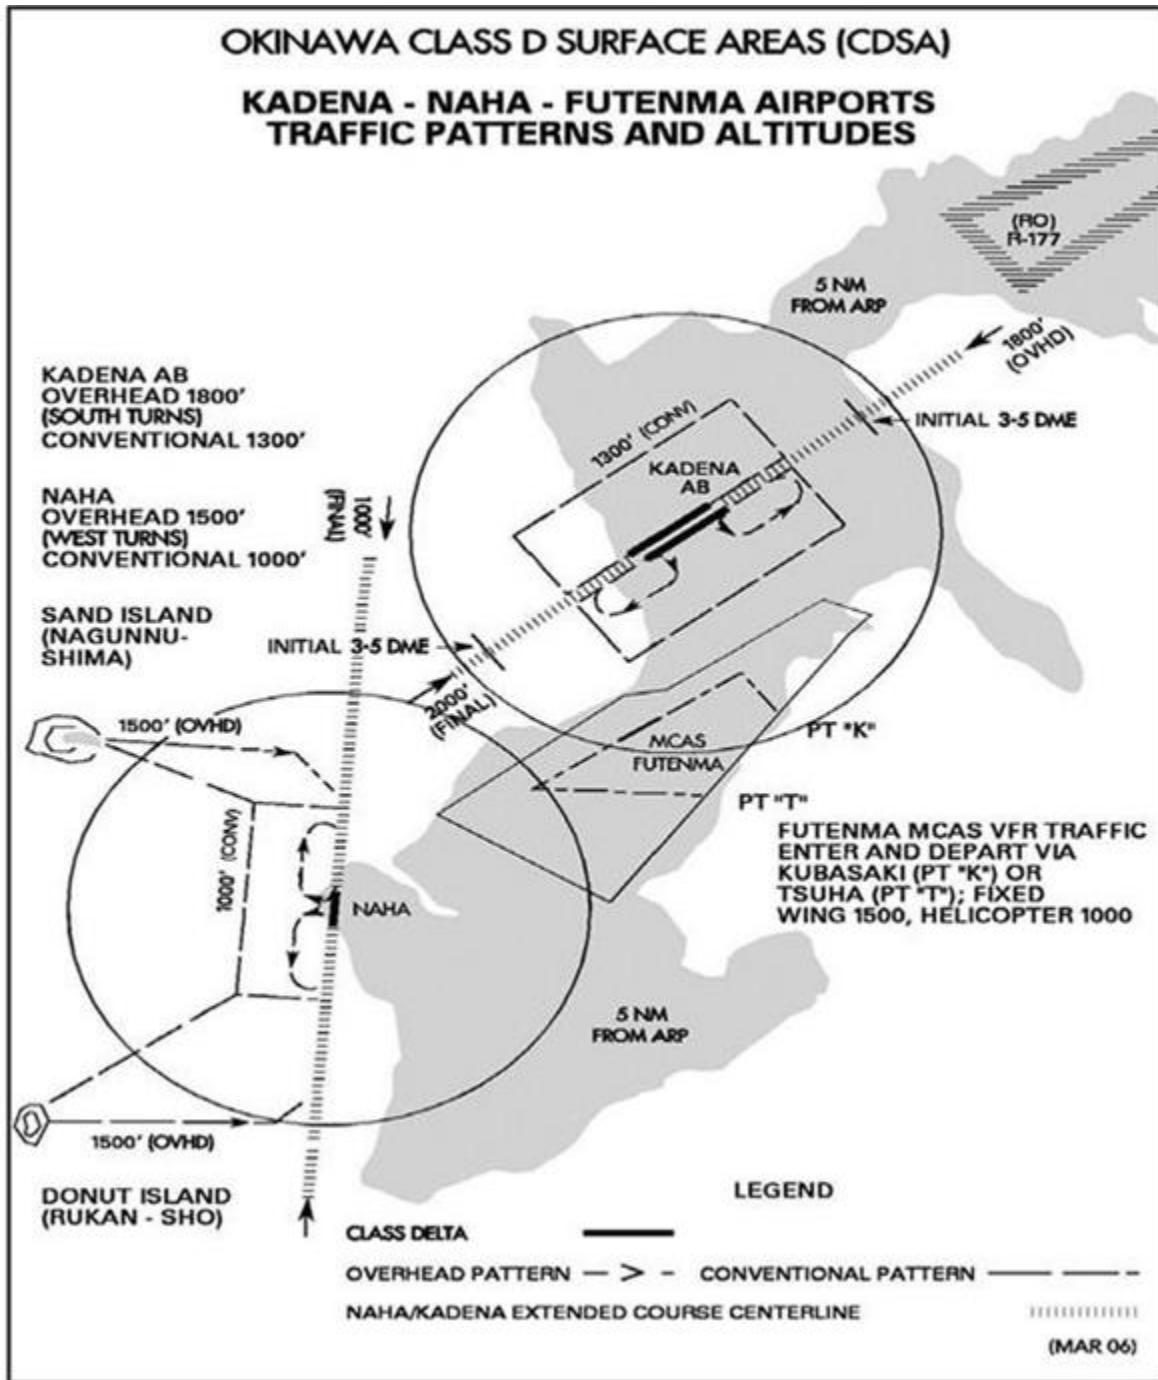 OKINAWA CLASS D SURFACE AREAS (CDSA)
KADENA - NAHA - FUTENMA AIRPORTS
TRAFFIC PATTERNS AND ALTITUDES
(RO)
R-177
5 NM
FROM ARP
1800'
(OVHD)
INITIAL 3-5 DME
KADENA AB
OVERHEAD 1800'
(SOUTH TURNS)
CONVENTIONAL 1300'
1300' (CONV)
KADENA
AB
NAHA
OVERHEAD 1500'
(WEST TURNS)
CONVENTIONAL 1000'
1000'
(FINAL)
SAND ISLAND
(NAGUNNU-
SHIMA)
INITIAL 3-5 DME
2000'
(FINAL)
1500' (OVHD)
MCAS
FUTENMA
PT "K"
PT "T"
FUTENMA MCAS VFR TRAFFIC
ENTER AND DEPART VIA
KUBASAKI (PT "K") OR
TSUHA (PT "T"); FIXED
WING 1500, HELICOPTER 1000
1000' (CONV)
NAHA
5 NM
FROM ARP
1500' (OVHD)
DONUT ISLAND
(RUKAN - SHO)
LEGEND
CLASS DELTA
OVERHEAD PATTERN
CONVENTIONAL PATTERN
NAHA/KADENA EXTENDED COURSE CENTERLINE
(MAR 06)